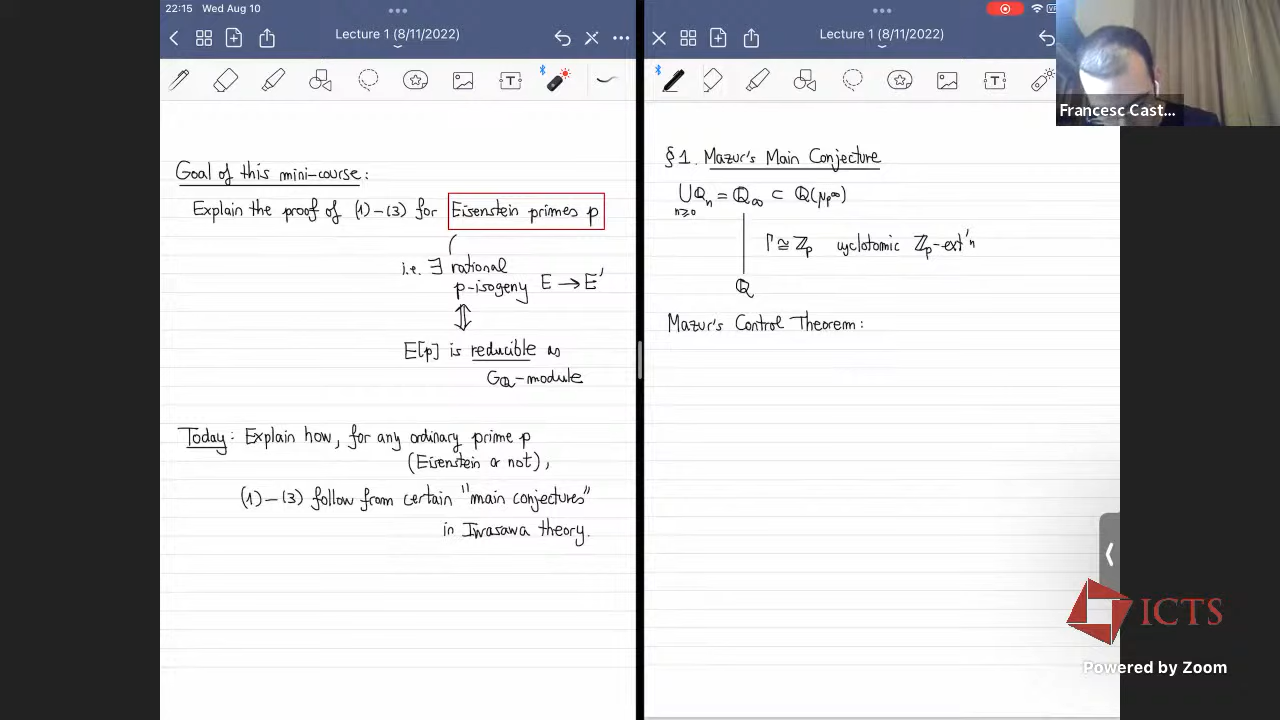 22:15 Wed Aug 10
Lecture 1 (8/11/2022)
Goal of this mini-course:
Explain the proof of (1)-(3) for Eisenstein primes p
i.e. ∃ rational
p-isogeny E → E'
⇕
E[p] is reducible as
G_Q-module
Today: Explain how, for any ordinary prime p
(Eisenstein or not),
(1)-(3) follow from certain "main conjectures"
in Iwasawa theory.
Lecture 1 (8/11/2022)
§1. Mazur's Main Conjecture
⋃_{n≥0} Q_n = Q_∞ ⊂ Q(μ_{p^∞})
Γ ≅ Z_p cyclotomic Z_p-ext'n
Q
Mazur's Control Theorem:
Francesc Cast...
ICTS
Powered by Zoom